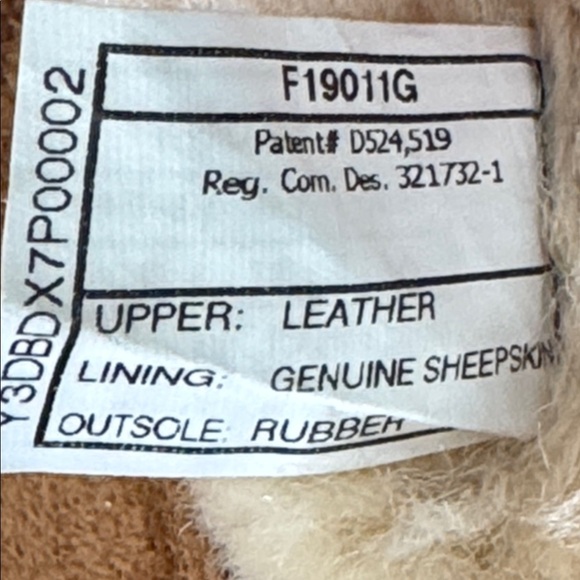 F19011G
Patent# D524,519
Reg. Com. Des. 321732-1
UPPER: LEATHER
LINING: GENUINE SHEEPSKIN
OUTSOLE: RUBBER
Y3DBDX7P00002